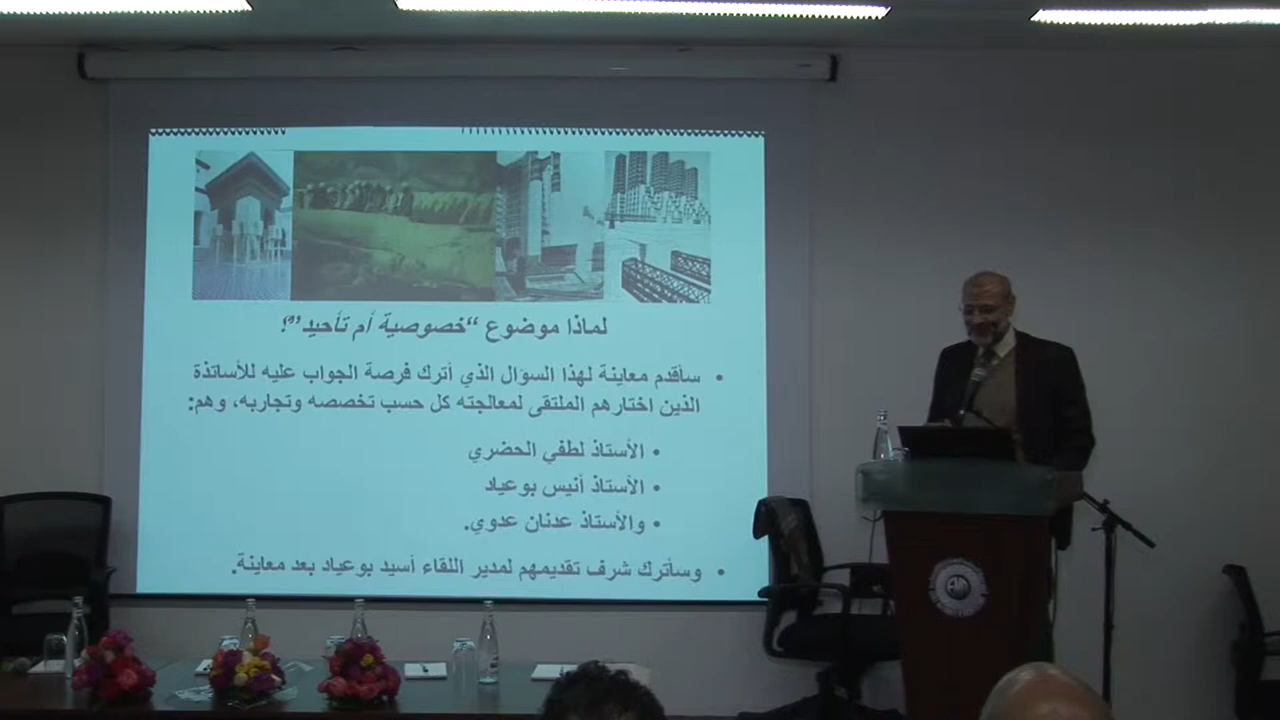 لماذا موضوع “خصوصية أم تأحيد”؟
• سأقدم معاينة لهذا السؤال الذي أترك فرصة الجواب عليه للأساتذة
الذين اختارهم الملتقى لمعالجته كل حسب تخصصه وتجاربه، وهم:
• الأستاذ لطفي الحضري
• الأستاذ أنيس بوعياد
• والأستاذ عدنان عدوي.
• وسأترك شرف تقديمهم لمدير اللقاء أسيد بوعياد بعد معاينة.